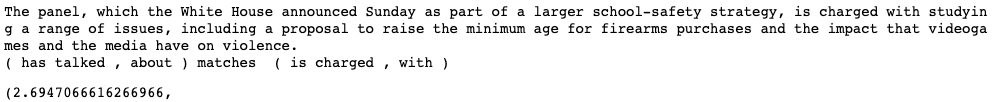 The panel, which the White House announced Sunday as part of a larger school-safety strategy, is charged with studyin
g a range of issues, including a proposal to raise the minimum age for firearms purchases and the impact that videoga
mes and the media have on violence.
( has talked , about ) matches  ( is charged , with )
(2.6947066616266966,